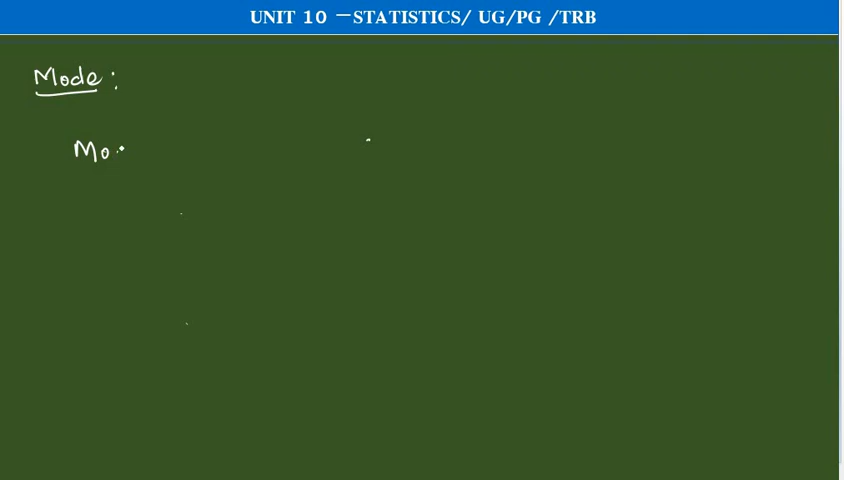 UNIT 10 －STATISTICS/ UG/PG /TRB
Mode :
Mo